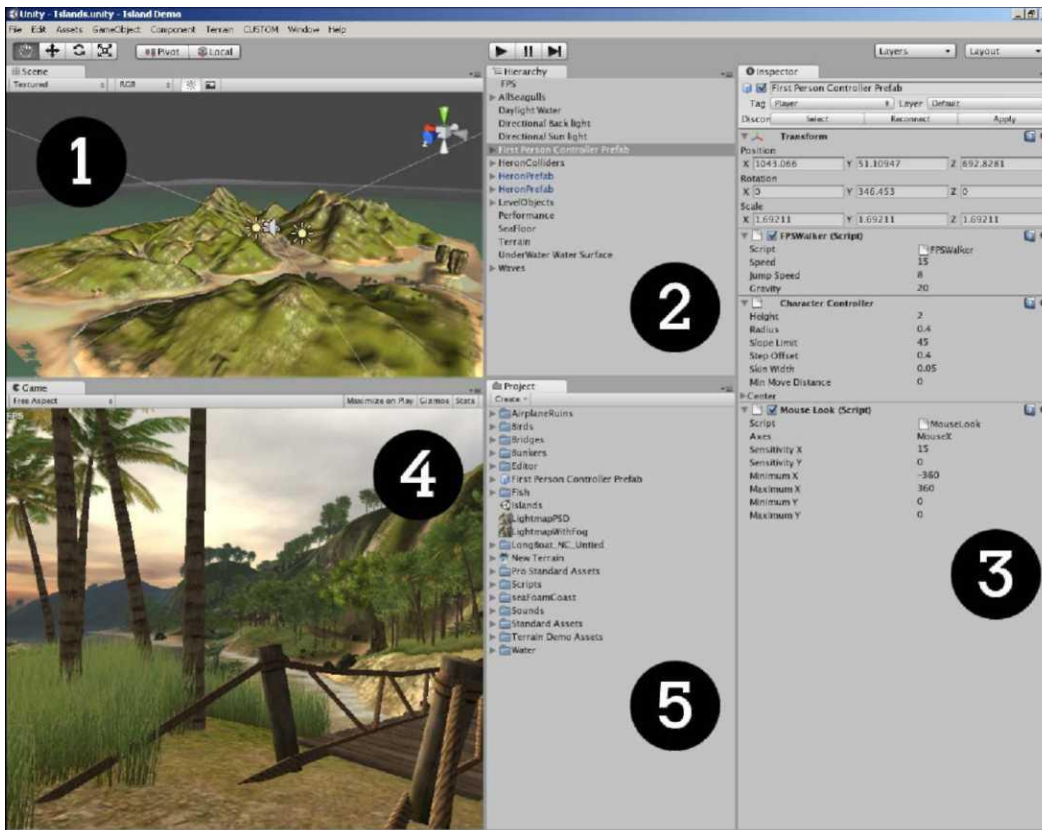 Unity - Islands.unity - Island Demo
File Edit Assets GameObject Component Terrain CUSTOM Window Help
Pivot Local
Layers Layout
Scene
Textured RGB
1
Hierarchy
FPS
AllSeagulls
Daylight Water
Directional Back light
Directional Sun light
First Person Controller Prefab
HeronColliders
HeronPrefab
HeronPrefab
LevelObjects
Performance
SeaFloor
Terrain
UnderWater Water Surface
Waves
2
Inspector
First Person Controller Prefab
Tag Player Layer Default
Discon Select Reconnect Apply
Transform
Position
X 1043.066 Y 51.10947 Z 692.8281
Rotation
X 0 Y 346.453 Z 0
Scale
X 1.69211 Y 1.69211 Z 1.69211
FPSWalker (Script)
Script FPSWalker
Speed 15
Jump Speed 8
Gravity 20
Character Controller
Height 2
Radius 0.4
Slope Limit 45
Step Offset 0.4
Skin Width 0.05
Min Move Distance 0
Center
Mouse Look (Script)
Script MouseLook
Axes MouseX
Sensitivity X 15
Sensitivity Y 0
Minimum X -360
Maximum X 360
Minimum Y 0
Maximum Y 0
3
Game
Free Aspect Maximize on Play Gizmos Stats
FPS
4
Project
Create
AirplaneRuins
Birds
Bridges
Bunkers
Editor
First Person Controller Prefab
Fish
Islands
LightmapPSD
LightmapWithFog
LongBoat_NC_Untied
New Terrain
Pro Standard Assets
Scripts
seaFoamCoast
Sounds
Standard Assets
Terrain Demo Assets
Water
5